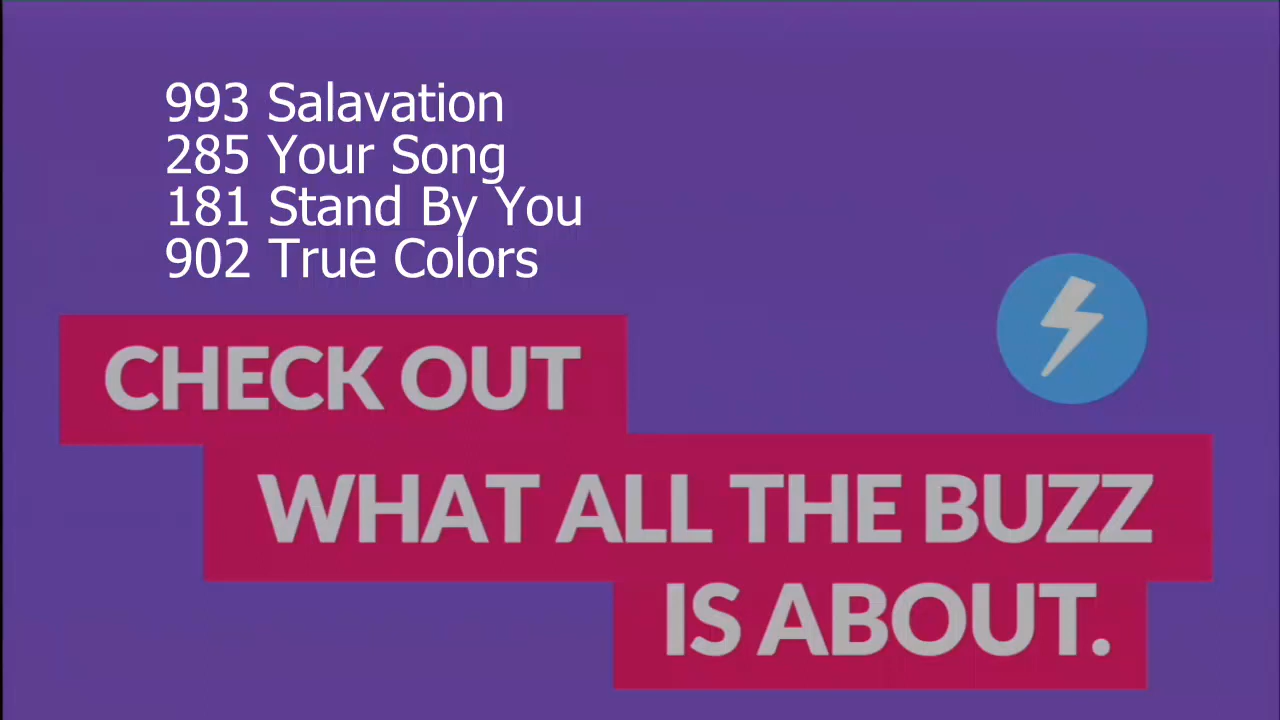 993 Salavation
285 Your Song
181 Stand By You
902 True Colors
CHECK OUT
WHAT ALL THE BUZZ
IS ABOUT.